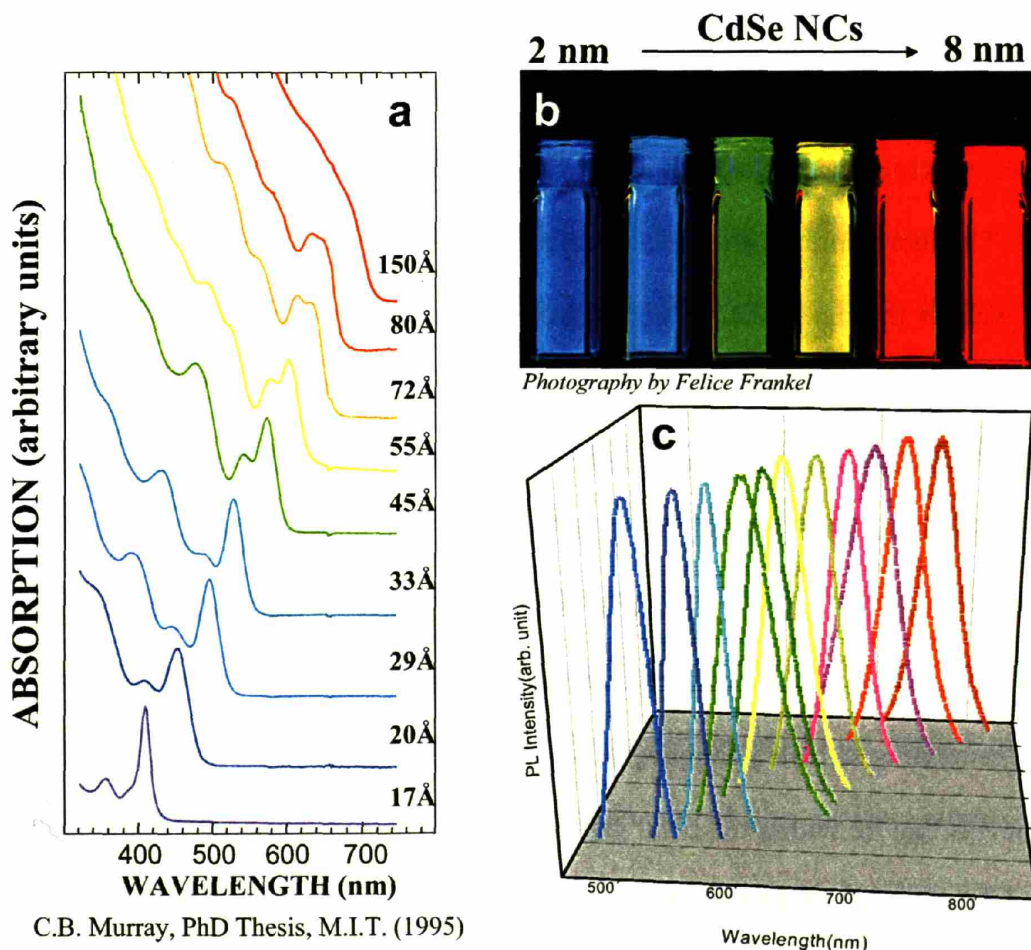 a
ABSORPTION (arbitrary units)
150Å
80Å
72Å
55Å
45Å
33Å
29Å
20Å
17Å
400 500 600 700
WAVELENGTH (nm)
C.B. Murray, PhD Thesis, M.I.T. (1995)
CdSe NCs
2 nm 8 nm
b
Photography by Felice Frankel
c
PL Intensity(arb. unit)
500 600 700 800
Wavelength(nm)